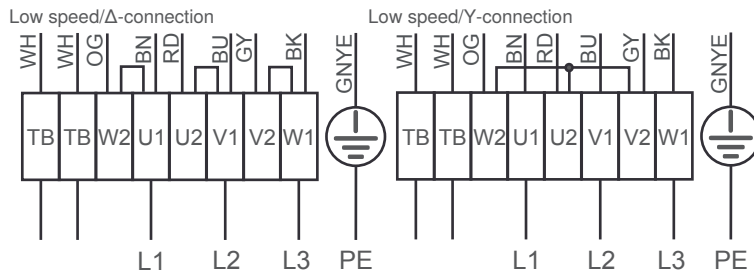 Low speed/Δ-connection
Low speed/Y-connection
WH WH OG BN RD BU GY BK GNYE
WH WH OG BN RD BU GY BK GNYE
TB TB W2 U1 U2 V1 V2 W1
TB TB W2 U1 U2 V1 V2 W1
L1 L2 L3 PE
L1 L2 L3 PE